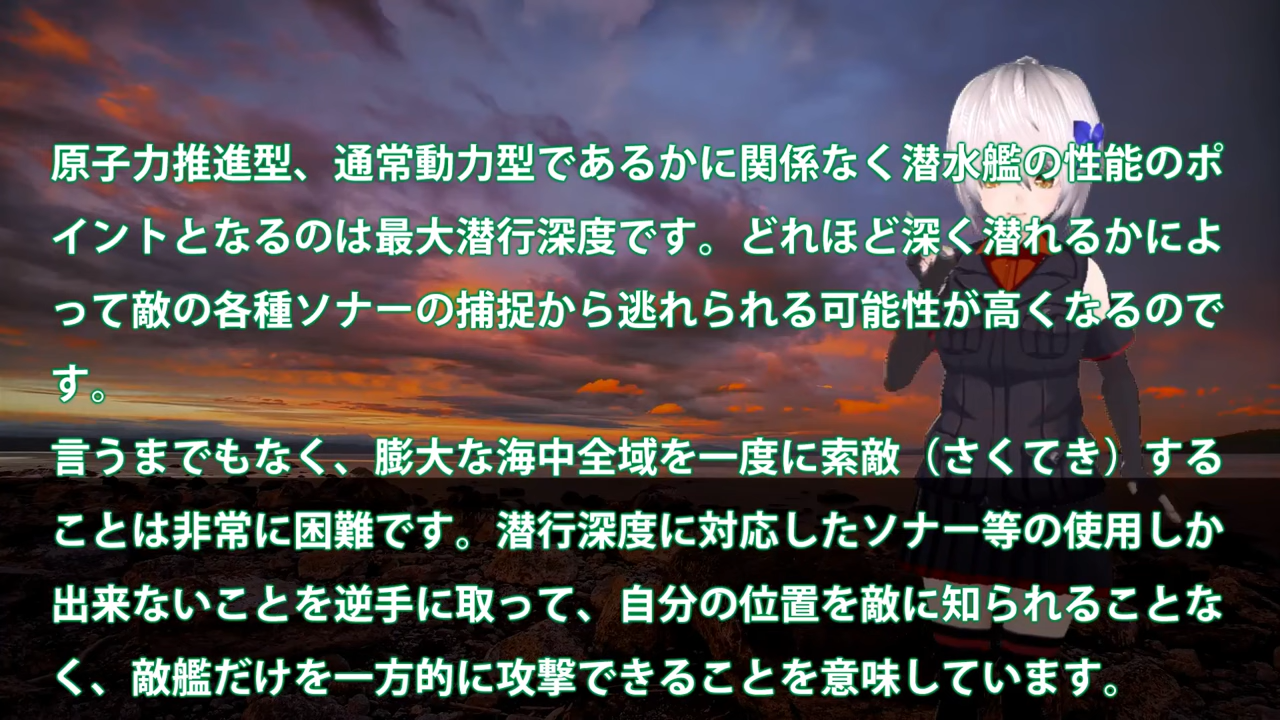 原子力推進型、通常動力型であるかに関係なく潜水艦の性能のポ
イントとなるのは最大潜行深度です。どれほど深く潜れるかによ
って敵の各種ソナーの捕捉から逃れられる可能性が高くなるので
す。
言うまでもなく、膨大な海中全域を一度に索敵（さくてき）する
ことは非常に困難です。潜行深度に対応したソナー等の使用しか
出来ないことを逆手に取って、自分の位置を敵に知られることな
く、敵艦だけを一方的に攻撃できることを意味しています。